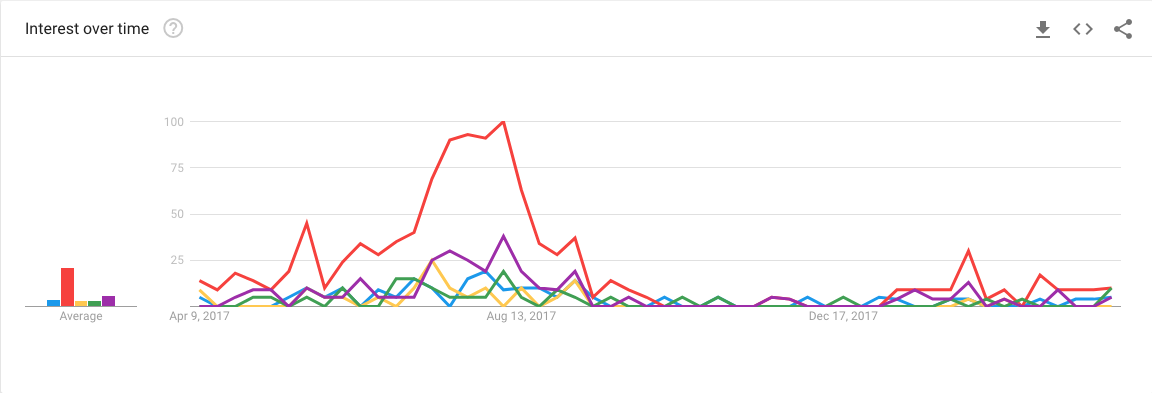 Interest over time
100
75
50
25
Average
Apr 9, 2017
Aug 13, 2017
Dec 17, 2017